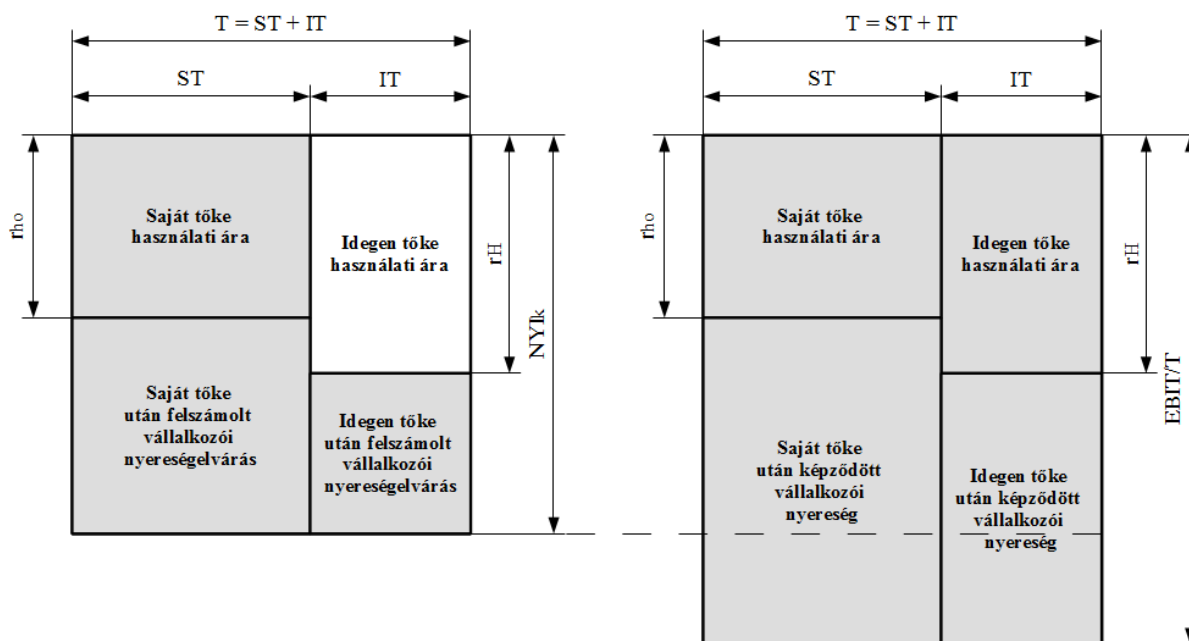 T = ST + IT
ST
IT
rho
Saját tőke
használati ára
Idegen tőke
használati ára
rH
NYIk
Saját tőke
után felszámolt
vállalkozói
nyereségelvárás
Idegen tőke
után felszámolt
vállalkozói
nyereségelvárás
T = ST + IT
ST
IT
rho
Saját tőke
használati ára
Idegen tőke
használati ára
rH
EBIT/T
Saját tőke
után képződött
vállalkozói
nyereség
Idegen tőke
után képződött
vállalkozói
nyereség